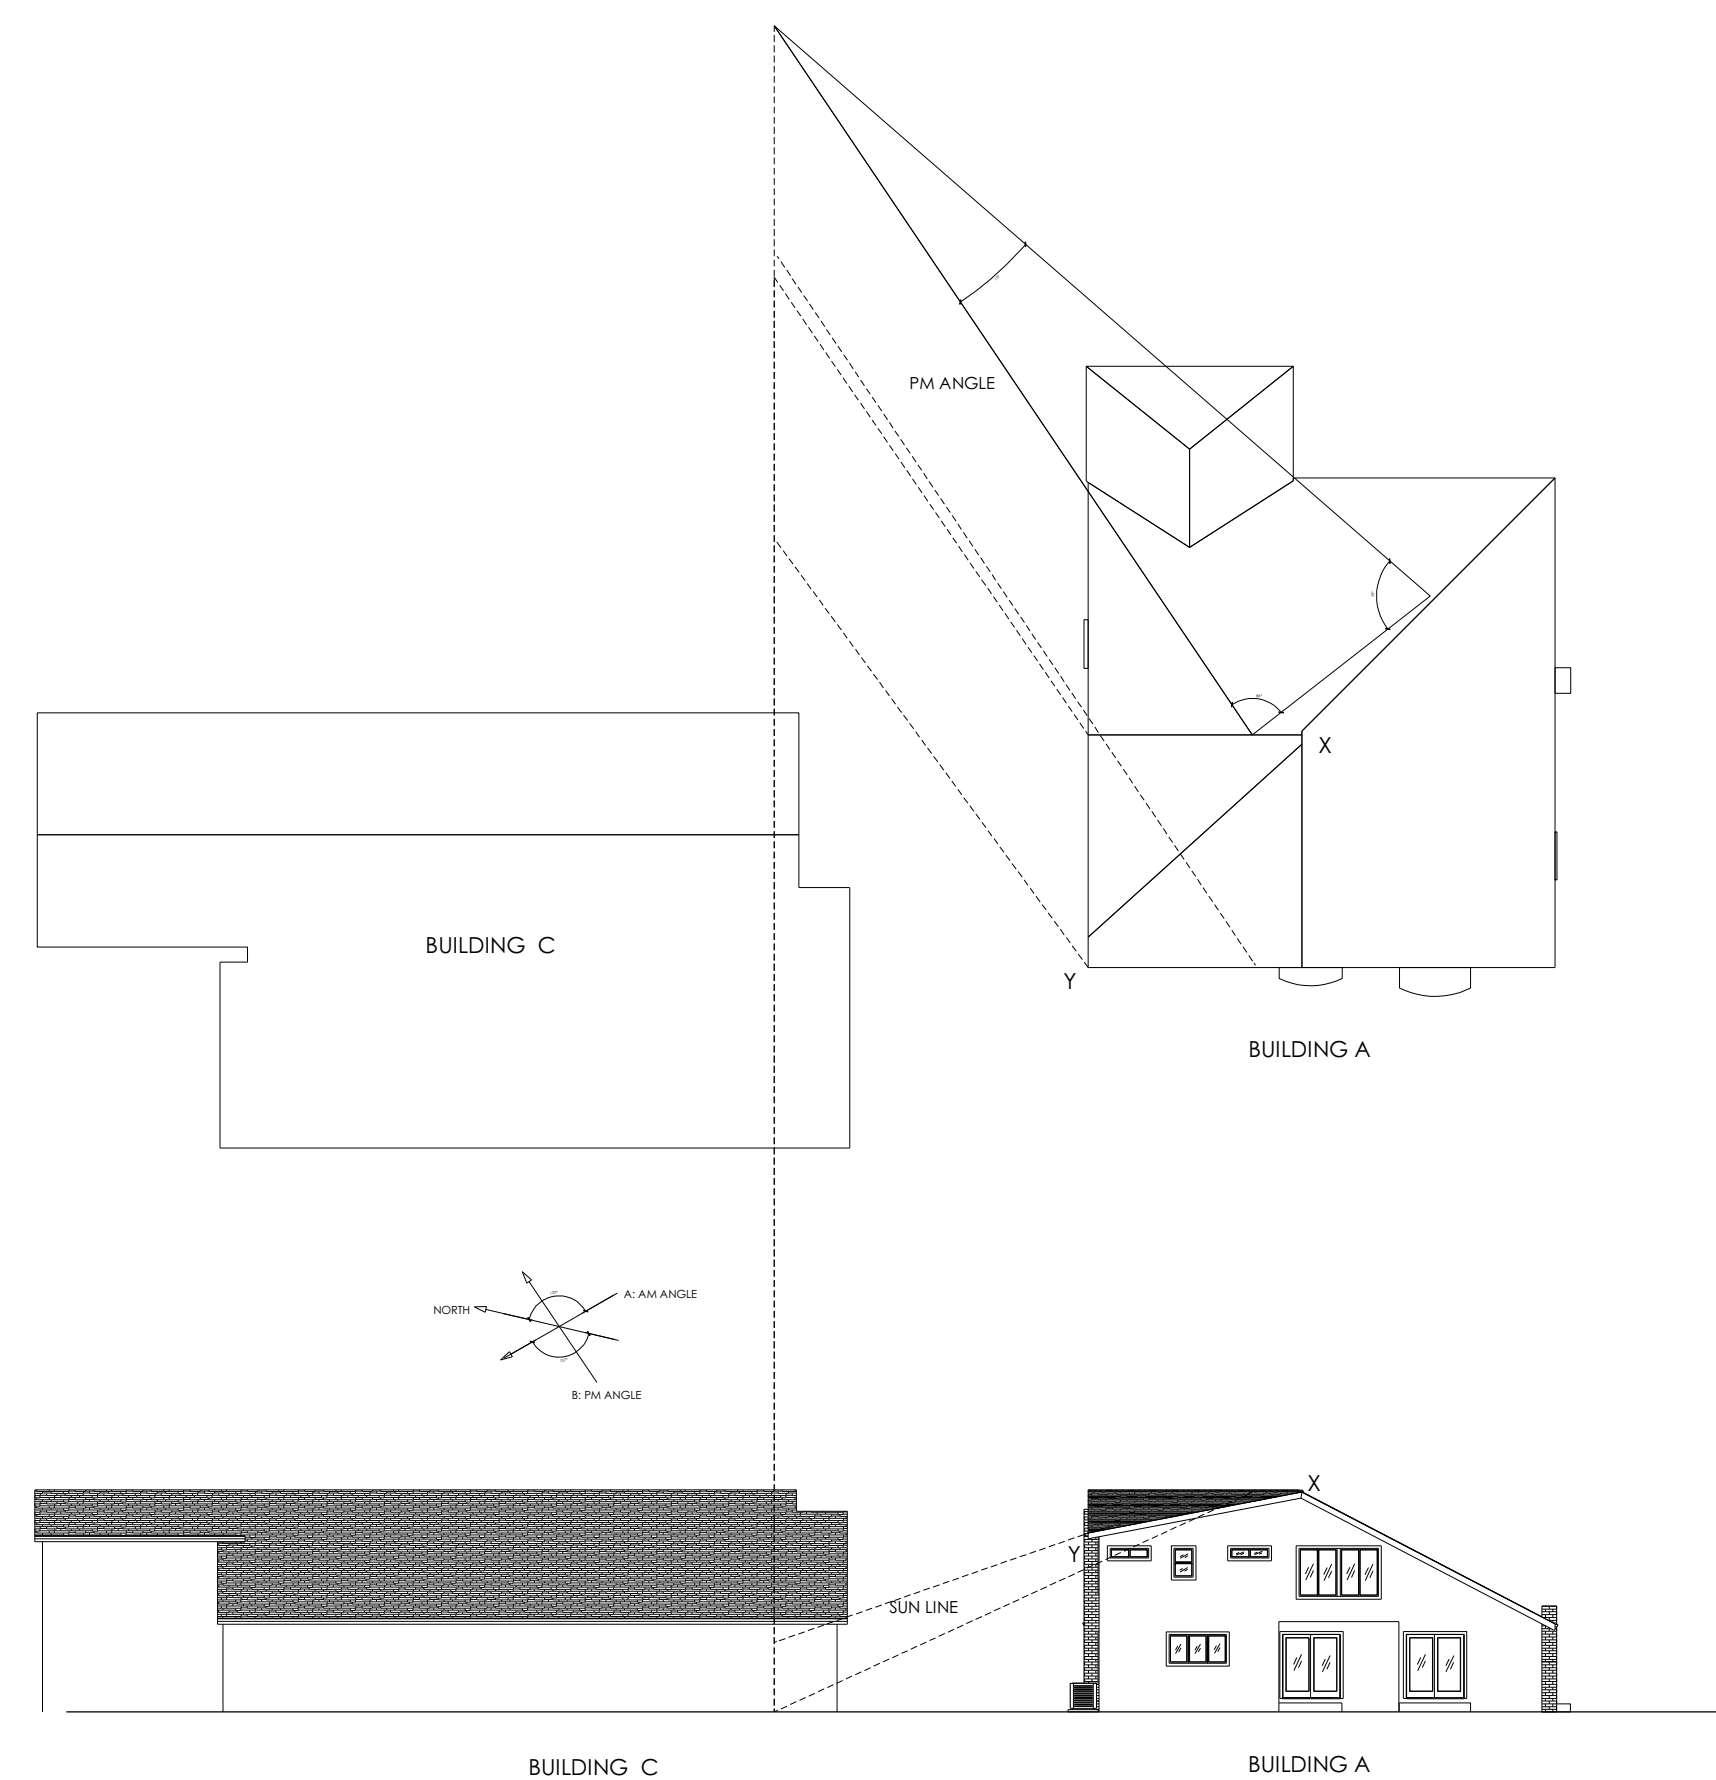 PM ANGLE
X
BUILDING C
Y
BUILDING A
A: AM ANGLE
NORTH
B: PM ANGLE
X
Y
SUN LINE
BUILDING C
BUILDING A